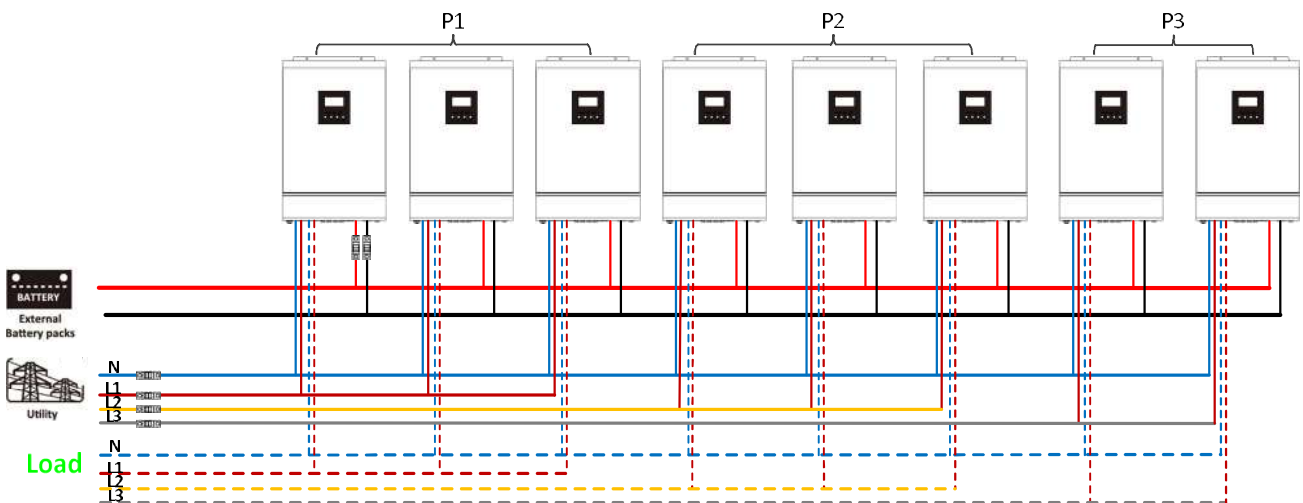 P1
P2
P3
BATTERY
External
Battery packs
N
L1
L2
L3
Utility
N
Load
L1
L2
L3